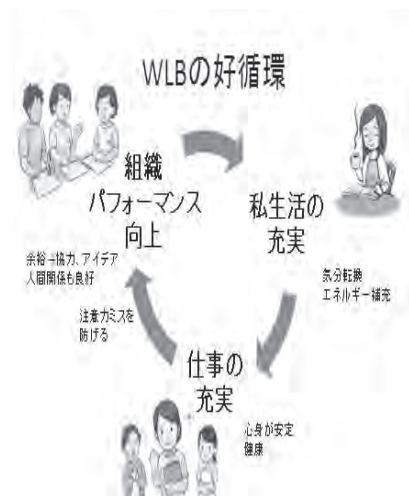 WLBの好循環
組織
パフォーマンス
向上
余裕→協力、アイデア
人間関係も良好
私生活の
充実
気分転換
エネルギー補充
仕事の
充実
心身が安定
健康
注意力ミスを
防げる